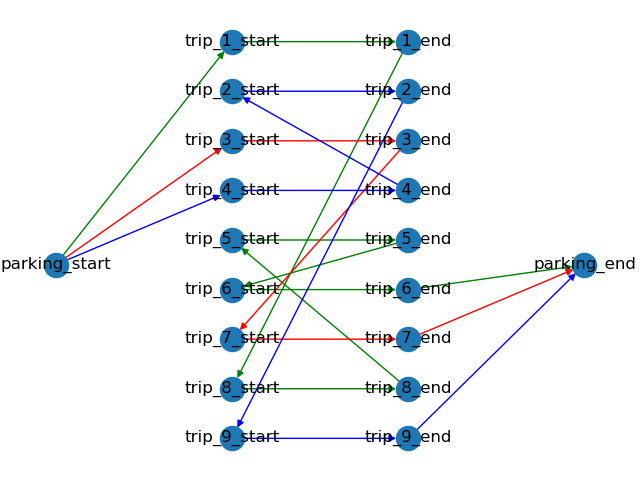 trip_1_start trip_1_end
trip_2_start trip_2_end
trip_3_start trip_3_end
trip_4_start trip_4_end
trip_5_start trip_5_end
parking_start parking_end
trip_6_start trip_6_end
trip_7_start trip_7_end
trip_8_start trip_8_end
trip_9_start trip_9_end